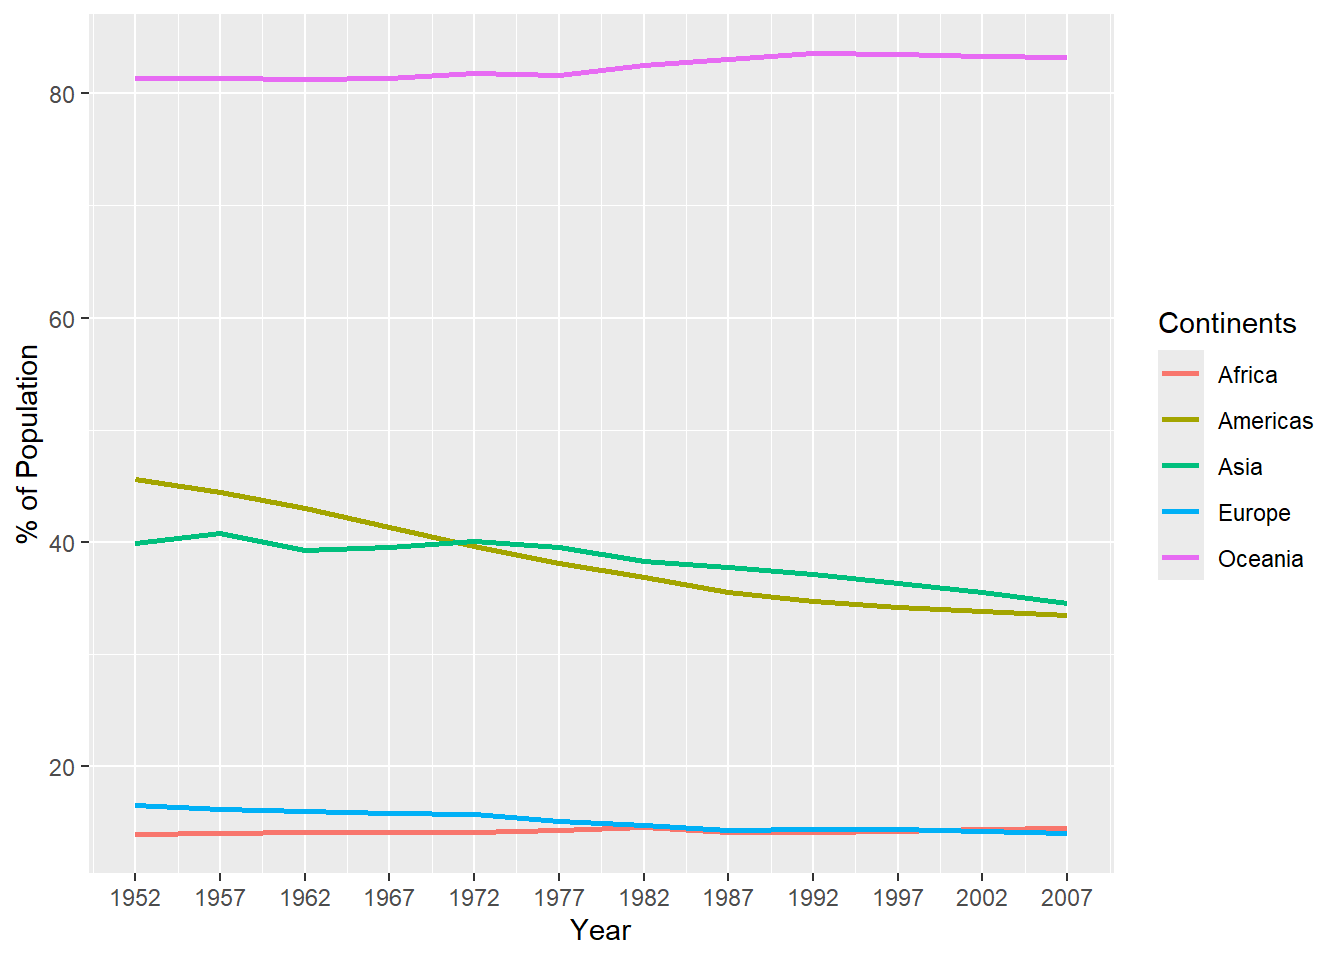 80
60
40
20
% of Population
1952 1957 1962 1967 1972 1977 1982 1987 1992 1997 2002 2007
Year
Continents
Africa
Americas
Asia
Europe
Oceania